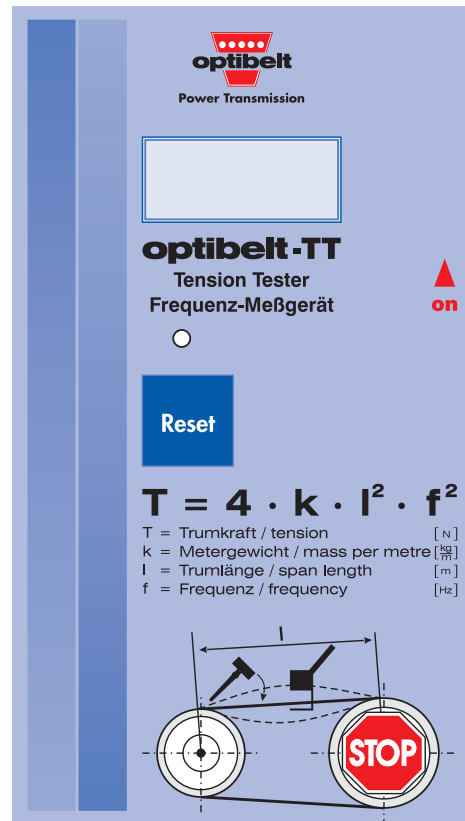 optibelt
Power Transmission
optibelt-TT
Tension Tester
Frequenz-Meßgerät
on
Reset
T = 4 · k · l² · f²
T = Trumkraft / tension [N]
k = Metergewicht / mass per metre [kg/m]
l = Trumlänge / span length [m]
f = Frequenz / frequency [Hz]
l
STOP